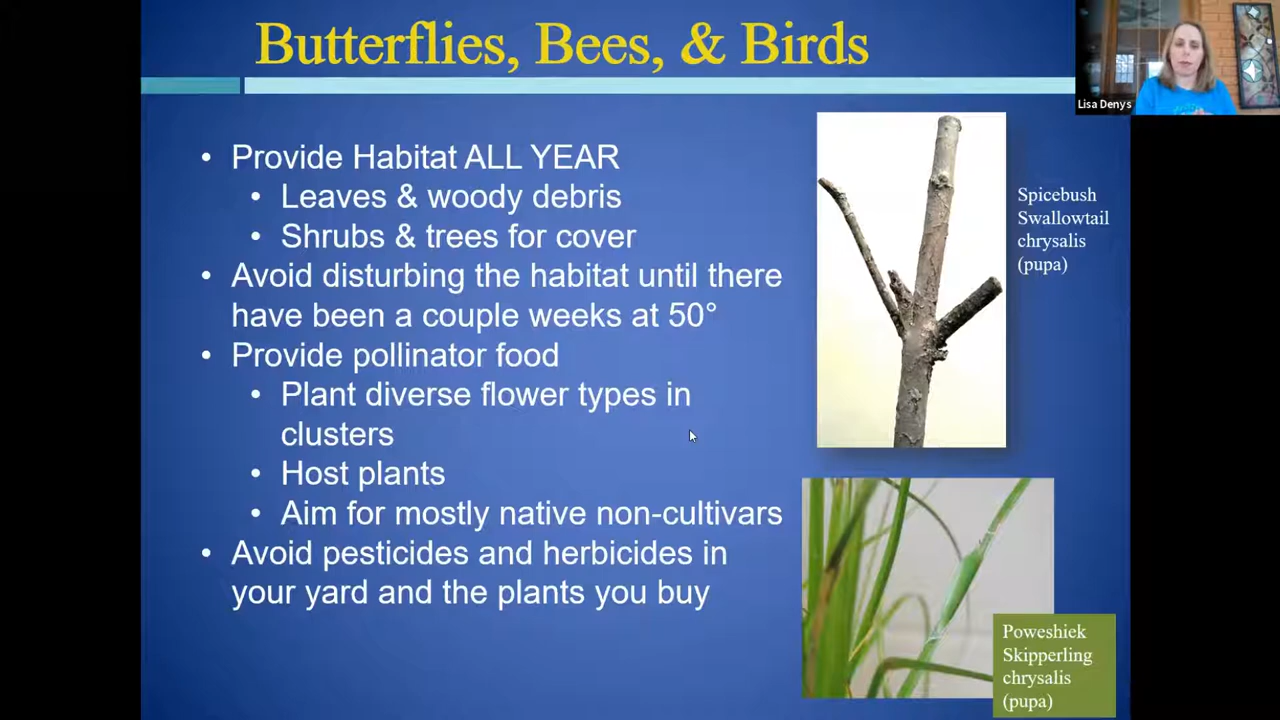 Butterflies, Bees, & Birds
Lisa Denys
• Provide Habitat ALL YEAR
• Leaves & woody debris
• Shrubs & trees for cover
• Avoid disturbing the habitat until there
have been a couple weeks at 50°
• Provide pollinator food
• Plant diverse flower types in
clusters
• Host plants
• Aim for mostly native non-cultivars
• Avoid pesticides and herbicides in
your yard and the plants you buy
Spicebush
Swallowtail
chrysalis
(pupa)
Poweshiek
Skipperling
chrysalis
(pupa)